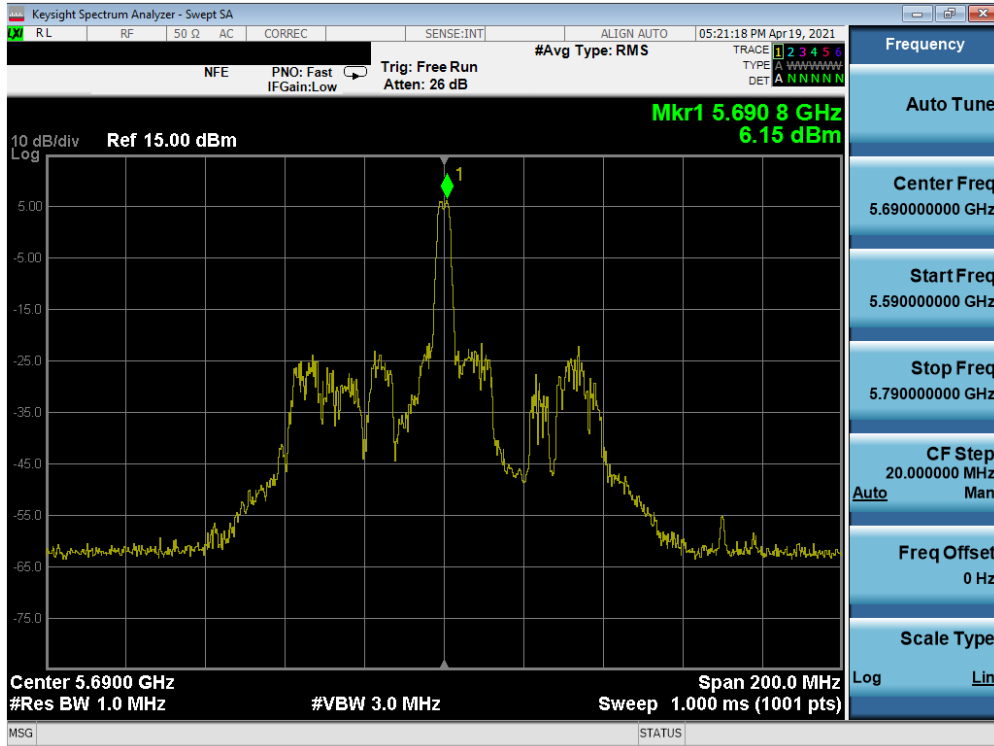 Keysight Spectrum Analyzer - Swept SA
LXI RL RF 50 Ω AC CORREC SENSE:INT ALIGN AUTO 05:21:18 PM Apr 19, 2021
#Avg Type: RMS TRACE 1 2 3 4 5 6
NFE PNO: Fast Trig: Free Run TYPE A WWWWW
IFGain:Low Atten: 26 dB DET A N N N N N
Mkr1 5.690 8 GHz
6.15 dBm
10 dB/div Ref 15.00 dBm
Log
1
5.00
-5.00
-15.0
-25.0
-35.0
-45.0
-55.0
-65.0
-75.0
Center 5.6900 GHz Span 200.0 MHz
#Res BW 1.0 MHz #VBW 3.0 MHz Sweep 1.000 ms (1001 pts)
MSG STATUS
Frequency
Auto Tune
Center Freq
5.690000000 GHz
Start Freq
5.590000000 GHz
Stop Freq
5.790000000 GHz
CF Step
20.000000 MHz
Auto Man
Freq Offset
0 Hz
Scale Type
Log Lin